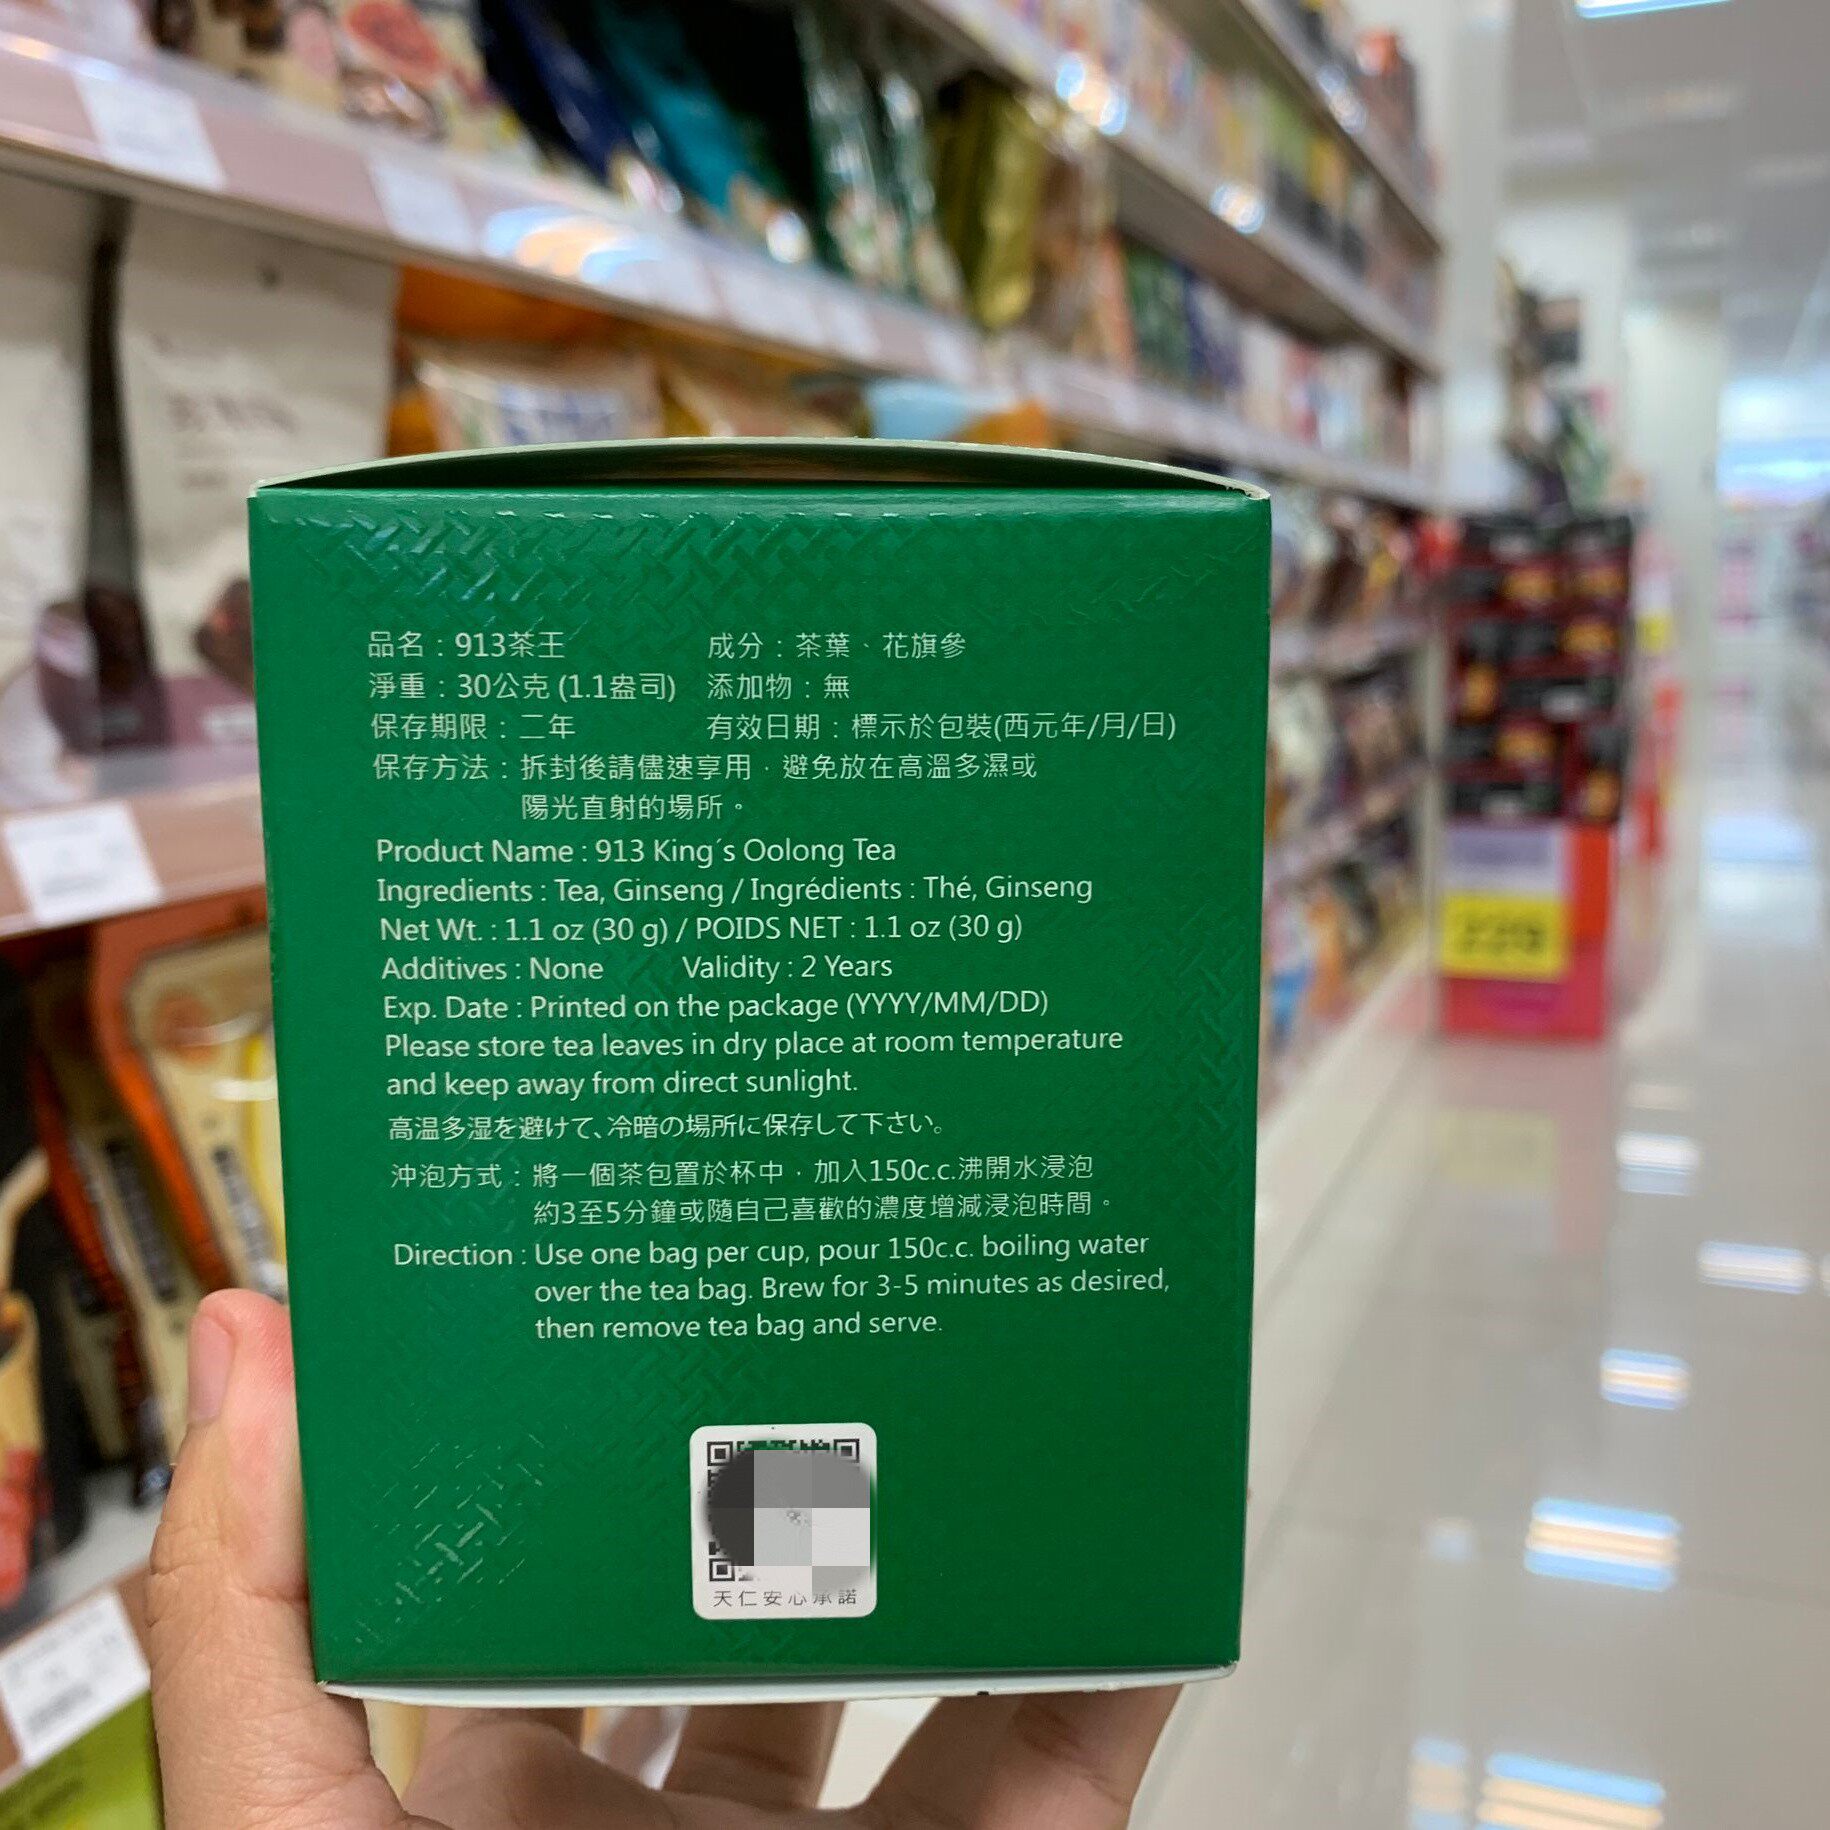 品名：913茶王 成分：茶葉、花旗參
淨重：30公克 (1.1盎司) 添加物：無
保存期限：二年 有效日期：標示於包裝(西元年/月/日)
保存方法：拆封後請儘速享用，避免放在高溫多濕或
陽光直射的場所。
Product Name : 913 King´s Oolong Tea
Ingredients : Tea, Ginseng / Ingrédients : Thé, Ginseng
Net Wt. : 1.1 oz (30 g) / POIDS NET : 1.1 oz (30 g)
Additives : None Validity : 2 Years
Exp. Date : Printed on the package (YYYY/MM/DD)
Please store tea leaves in dry place at room temperature
and keep away from direct sunlight.
高温多湿を避けて、冷暗の場所に保存して下さい。
沖泡方式：將一個茶包置於杯中，加入150c.c.沸開水浸泡
約3至5分鐘或隨自己喜歡的濃度增減浸泡時間。
Direction : Use one bag per cup, pour 150c.c. boiling water
over the tea bag. Brew for 3-5 minutes as desired,
then remove tea bag and serve.
天仁安心承諾